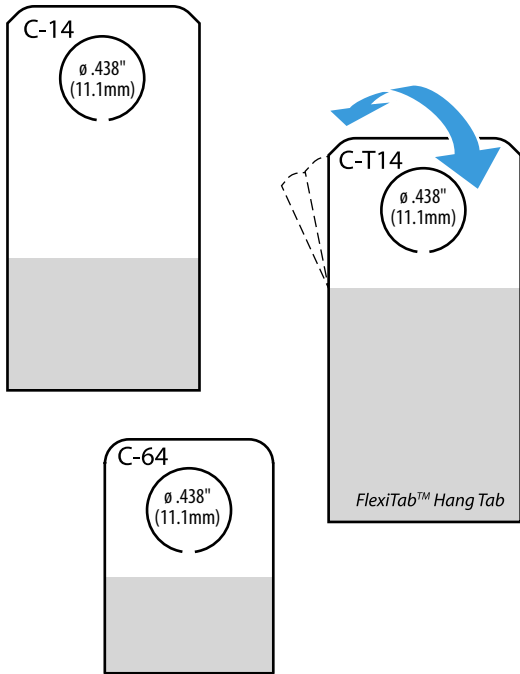 C-14
ø .438"
(11.1mm)
C-T14
ø .438"
(11.1mm)
FlexiTab™ Hang Tab
C-64
ø .438"
(11.1mm)